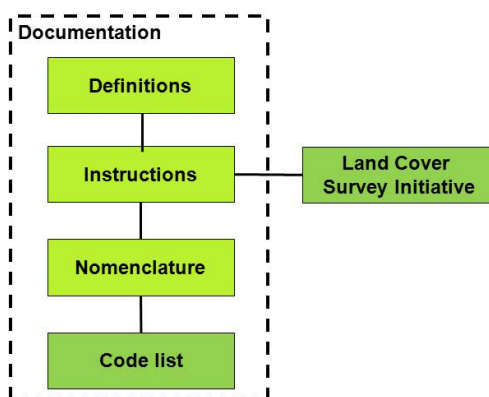 Documentation
Definitions
Instructions
Land Cover
Survey Initiative
Nomenclature
Code list